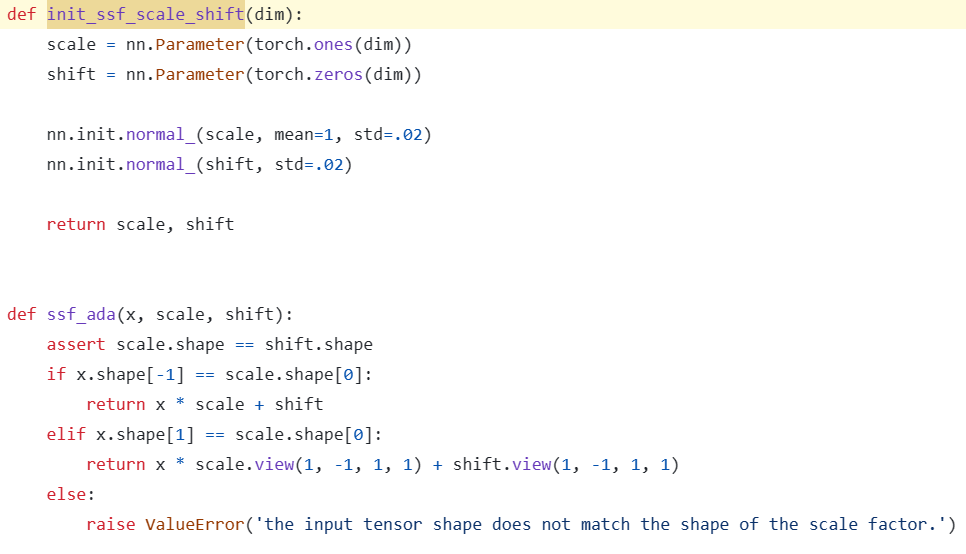 def init_ssf_scale_shift(dim):
    scale = nn.Parameter(torch.ones(dim))
    shift = nn.Parameter(torch.zeros(dim))

    nn.init.normal_(scale, mean=1, std=.02)
    nn.init.normal_(shift, std=.02)

    return scale, shift


def ssf_ada(x, scale, shift):
    assert scale.shape == shift.shape
    if x.shape[-1] == scale.shape[0]:
        return x * scale + shift
    elif x.shape[1] == scale.shape[0]:
        return x * scale.view(1, -1, 1, 1) + shift.view(1, -1, 1, 1)
    else:
        raise ValueError('the input tensor shape does not match the shape of the scale factor.')